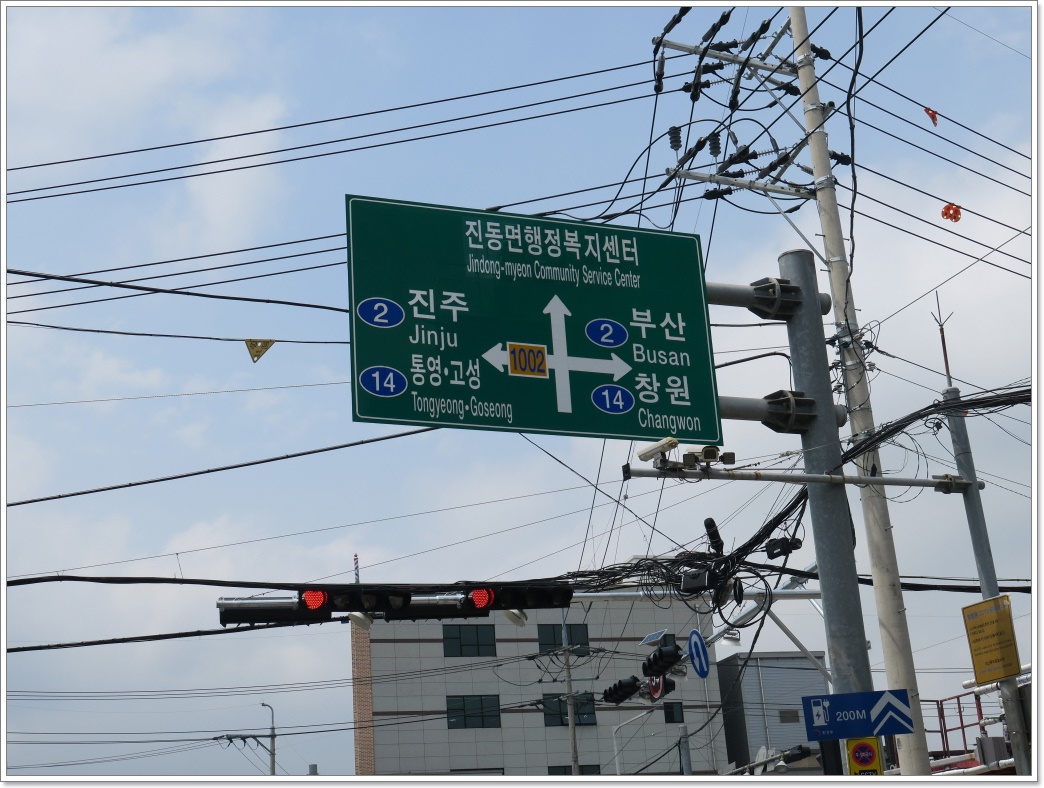 진동면행정복지센터
Jindong-myeon Community Service Center
2 진주
Jinju
14 통영·고성
Tongyeong·Goseong
1002
2 부산
Busan
14 창원
Changwon
200M